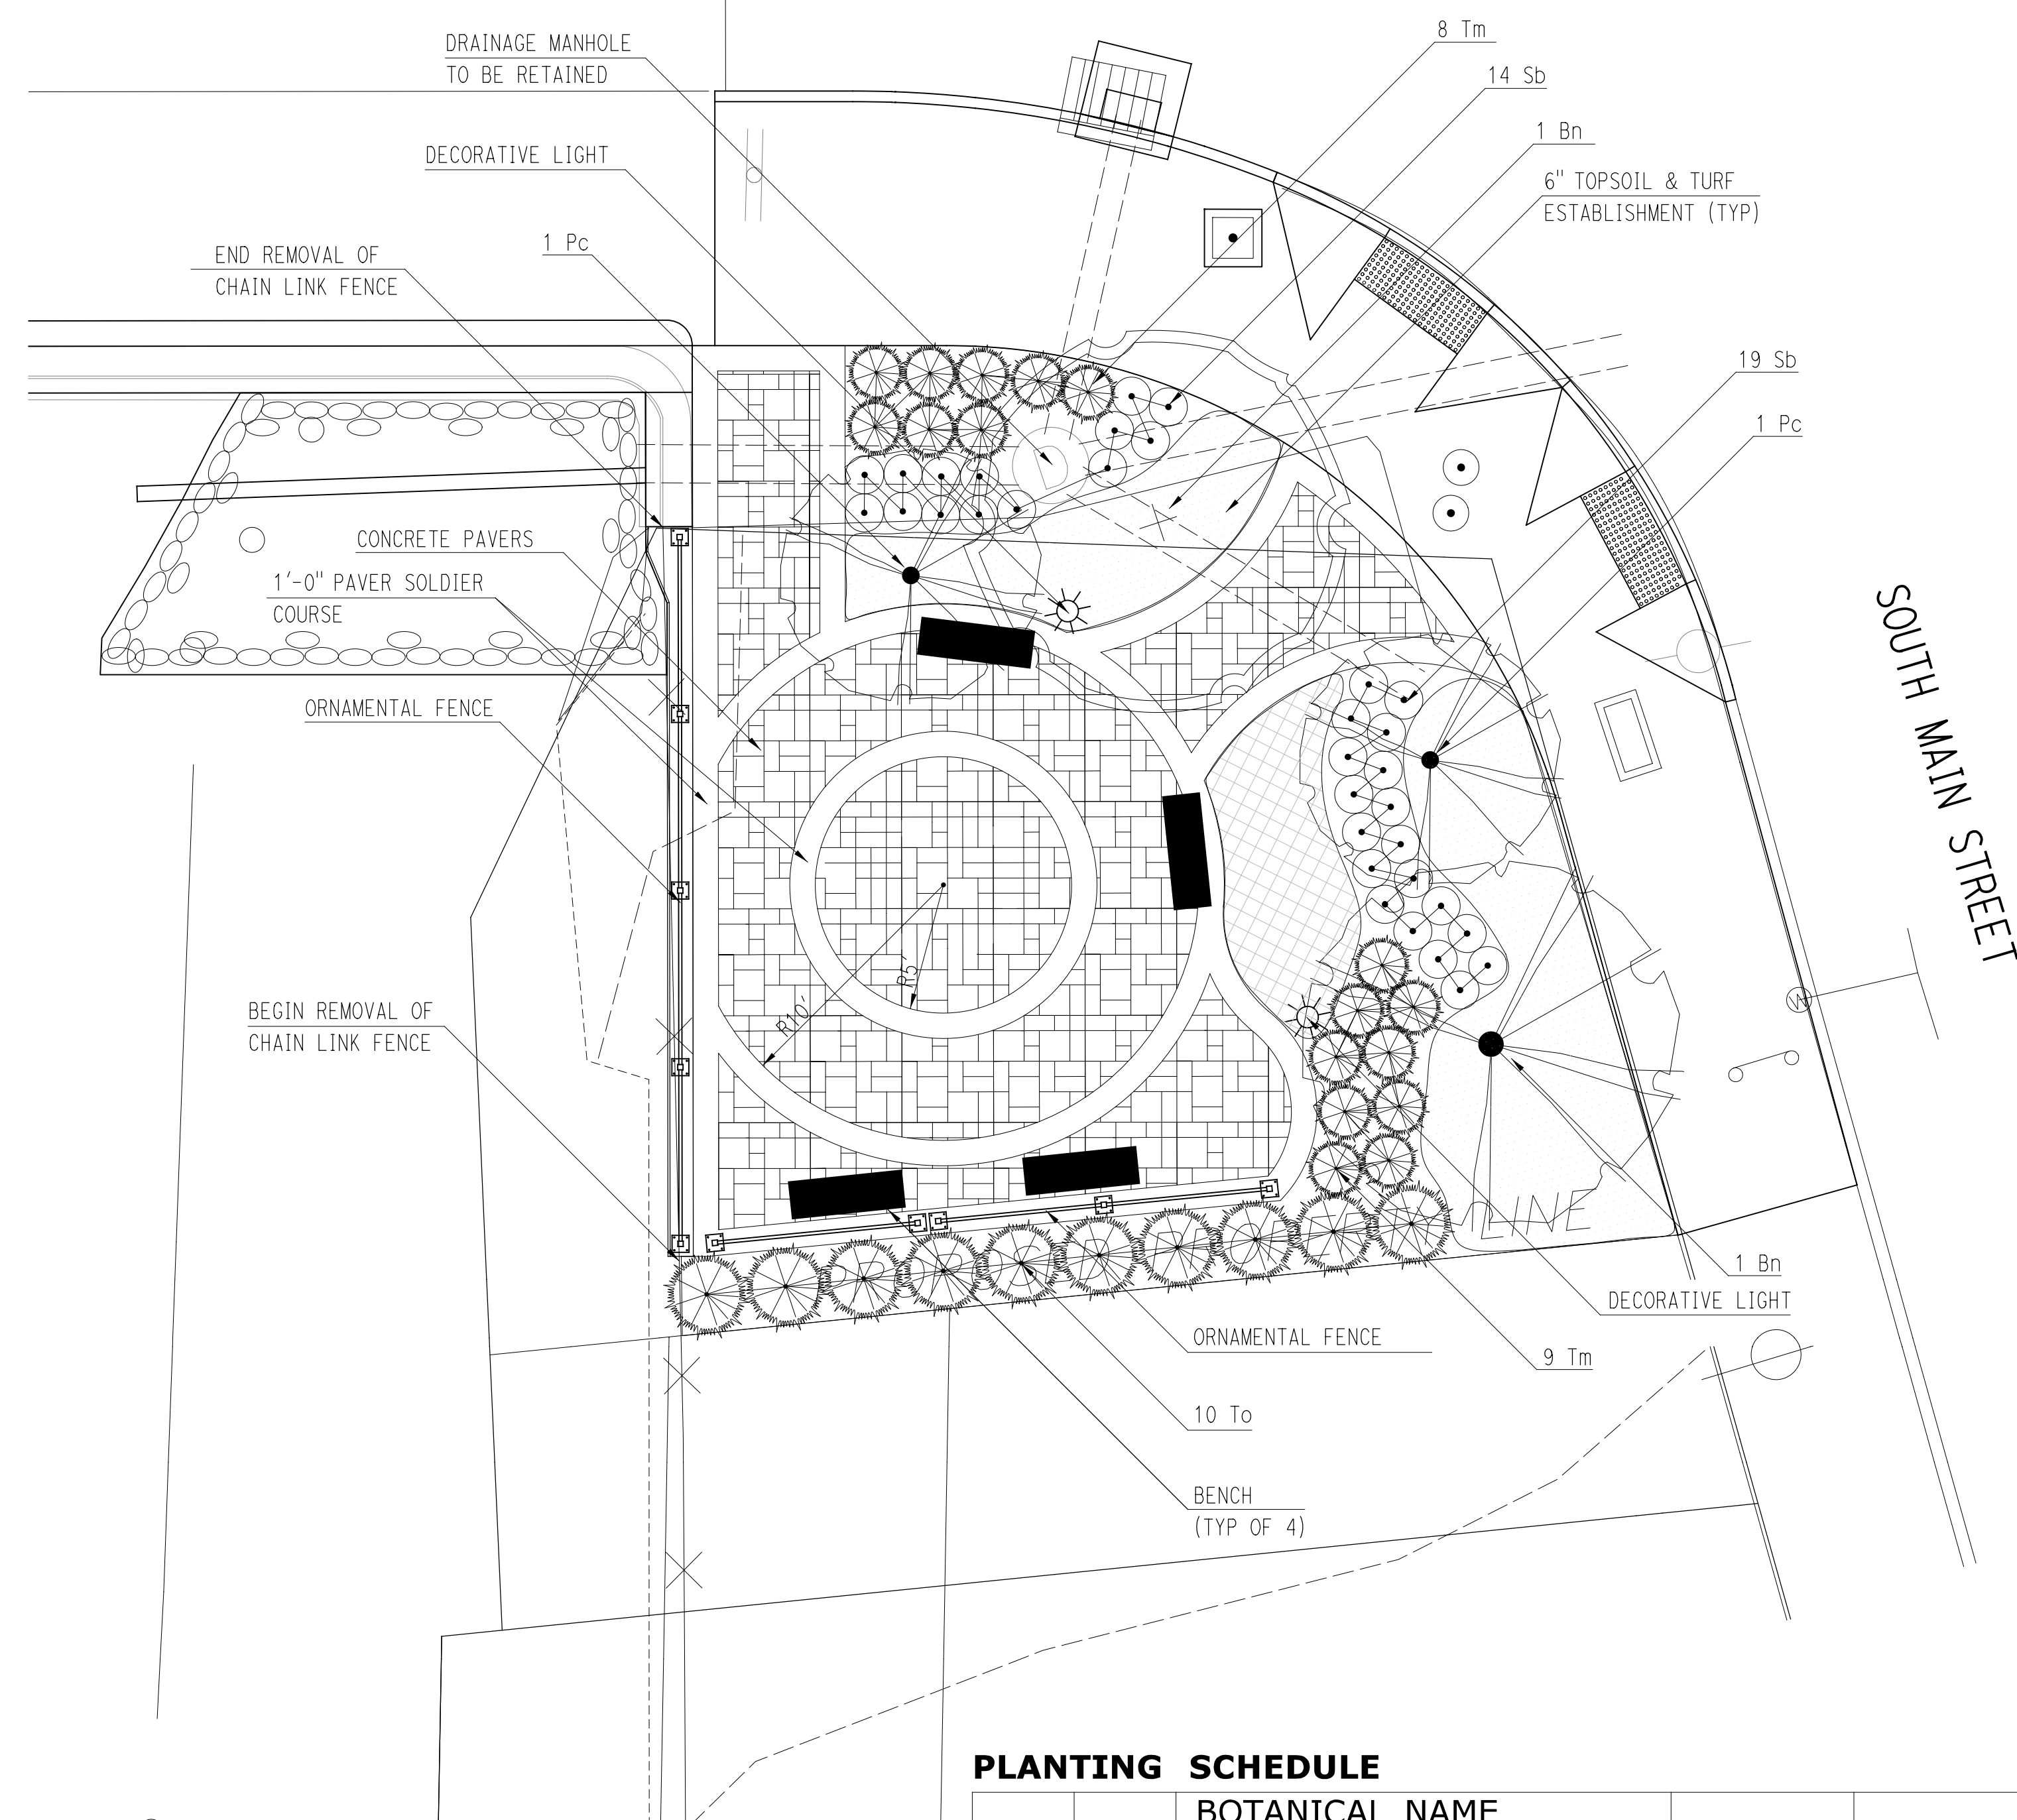 DRAINAGE MANHOLE
TO BE RETAINED
8 Tm
14 Sb
1 Bn
DECORATIVE LIGHT
6" TOPSOIL & TURF
ESTABLISHMENT (TYP)
1 Pc
END REMOVAL OF
CHAIN LINK FENCE
19 Sb
1 Pc
D
CONCRETE PAVERS
1'-0" PAVER SOLDIER
COURSE
SOUTH MAIN STREET
ORNAMENTAL FENCE
R5'
R10'
BEGIN REMOVAL OF
CHAIN LINK FENCE
LINE
1 Bn
DECORATIVE LIGHT
ORNAMENTAL FENCE
9 Tm
10 To
BENCH
(TYP OF 4)
PLANTING SCHEDULE
BOTANICAL NAME